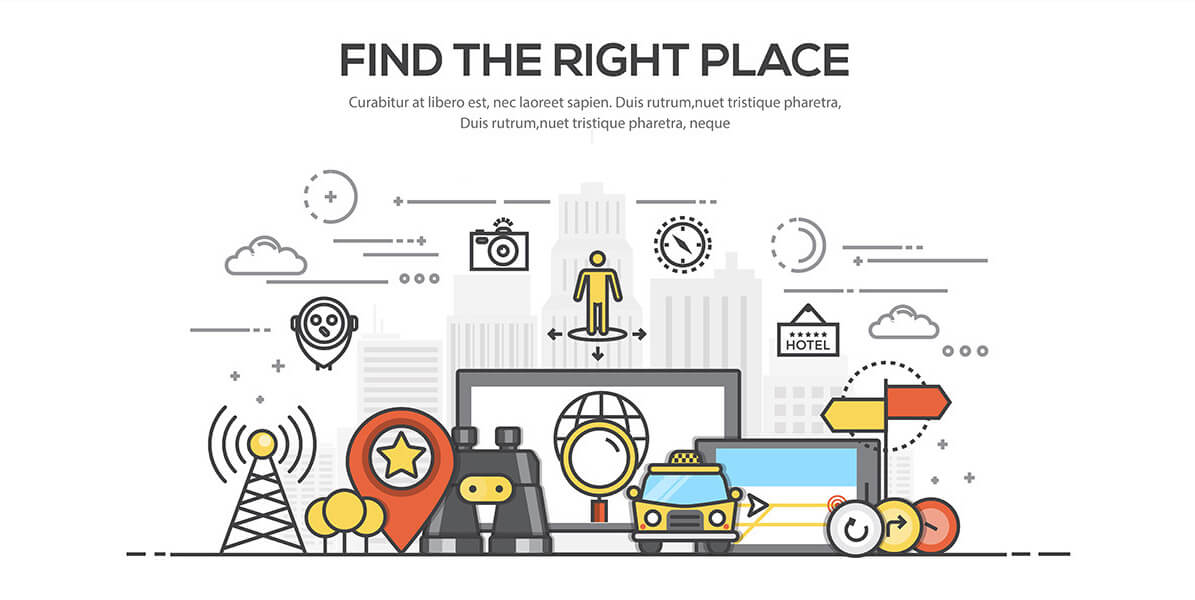 FIND THE RIGHT PLACE
Curabitur at libero est, nec laoreet sapien. Duis rutrum,nuet tristique pharetra,
Duis rutrum,nuet tristique pharetra, neque
HOTEL